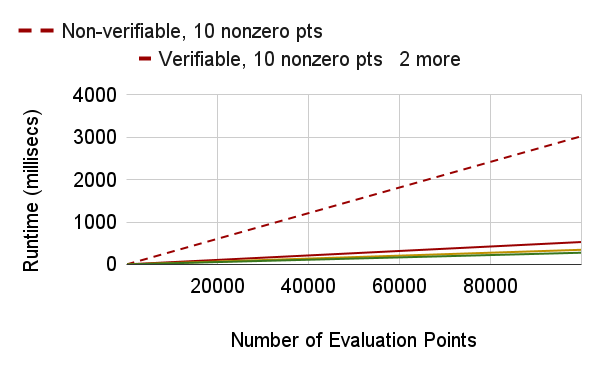 Non-verifiable, 10 nonzero pts
Verifiable, 10 nonzero pts 2 more
4000
3000
2000
1000
0
Runtime (millisecs)
20000 40000 60000 80000
Number of Evaluation Points